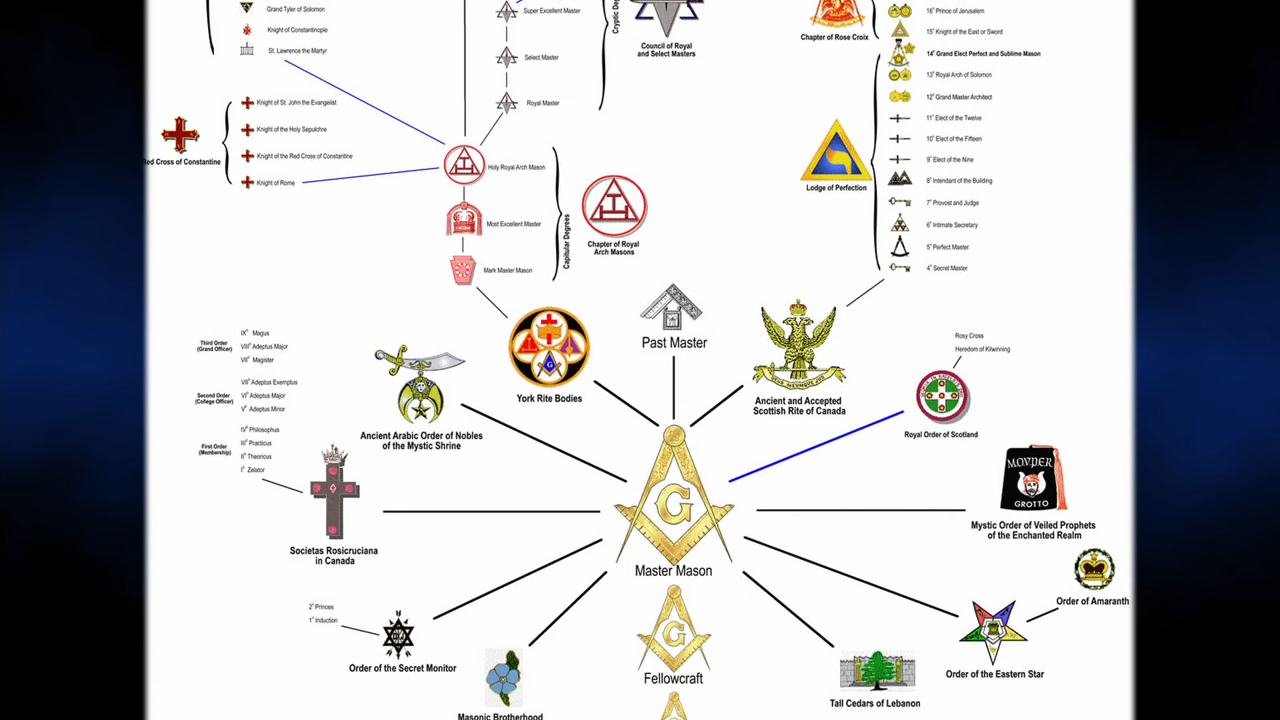 Grand Tyler of Solomon
Knight of Constantinople
St. Lawrence the Martyr
Super Excellent Master
Select Master
Royal Master
Cryptic Deg
Council of Royal
and Select Masters
Chapter of Rose Croix
16° Prince of Jerusalem
15° Knight of the East or Sword
14° Grand Elect Perfect and Sublime Mason
13° Royal Arch of Solomon
12° Grand Master Architect
11° Elect of the Twelve
10° Elect of the Fifteen
9° Elect of the Nine
8° Intendant of the Building
7° Provost and Judge
6° Intimate Secretary
5° Perfect Master
4° Secret Master
Lodge of Perfection
Knight of St. John the Evangelist
Knight of the Holy Sepulchre
Knight of the Red Cross of Constantine
Knight of Rome
Red Cross of Constantine
Holy Royal Arch Mason
Most Excellent Master
Mark Master Mason
Capitular Degrees
Chapter of Royal
Arch Masons
York Rite Bodies
Past Master
Ancient and Accepted
Scottish Rite of Canada
Rosy Cross
Heredom of Kilwinning
Royal Order of Scotland
Third Order
(Grand Officer)
IX° Magus
VIII° Adeptus Major
VII° Magister
Second Order
(College Officer)
VII° Adeptus Exemptus
VI° Adeptus Major
V° Adeptus Minor
First Order
(Membership)
IV° Philosophus
III° Practicus
II° Theoricus
I° Zelator
Ancient Arabic Order of Nobles
of the Mystic Shrine
Societas Rosicruciana
in Canada
G
Master Mason
MOVPER
GROTTO
Mystic Order of Veiled Prophets
of the Enchanted Realm
Order of Amaranth
Order of the Eastern Star
2° Princes
1° Induction
Order of the Secret Monitor
Masonic Brotherhood
G
Fellowcraft
Tall Cedars of Lebanon